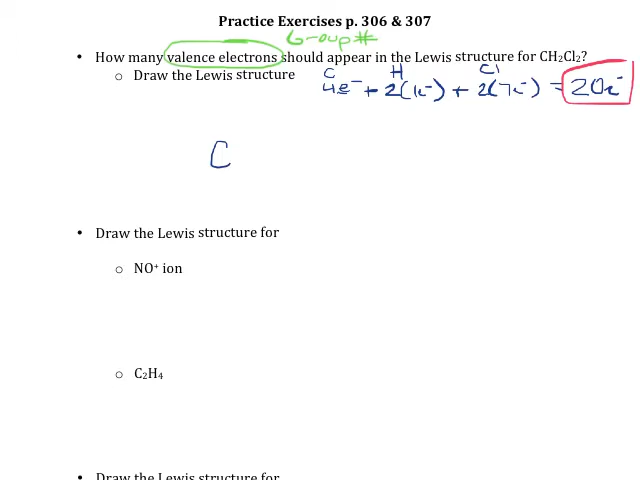 Practice Exercises p. 306 & 307
Group #
• How many valence electrons should appear in the Lewis structure for CH₂Cl₂?
o Draw the Lewis structure
C H Cl
4e⁻ + 2(1e⁻) + 2(7e⁻) = 20e⁻
C
• Draw the Lewis structure for
o NO⁺ ion
o C₂H₄
• Draw the Lewis structure for